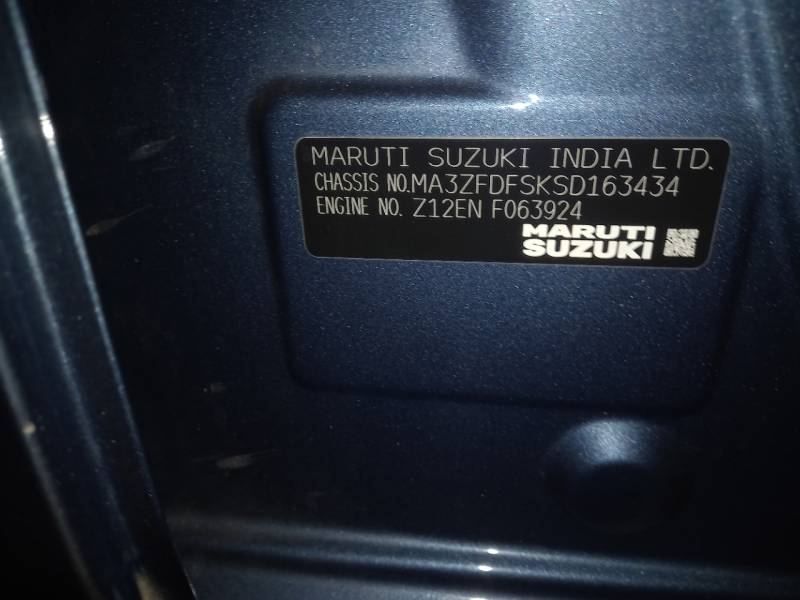 MARUTI SUZUKI INDIA LTD.
CHASSIS NO.MA3ZFDFSKSD163434
ENGINE NO. Z12EN F063924
MARUTI
SUZUKI